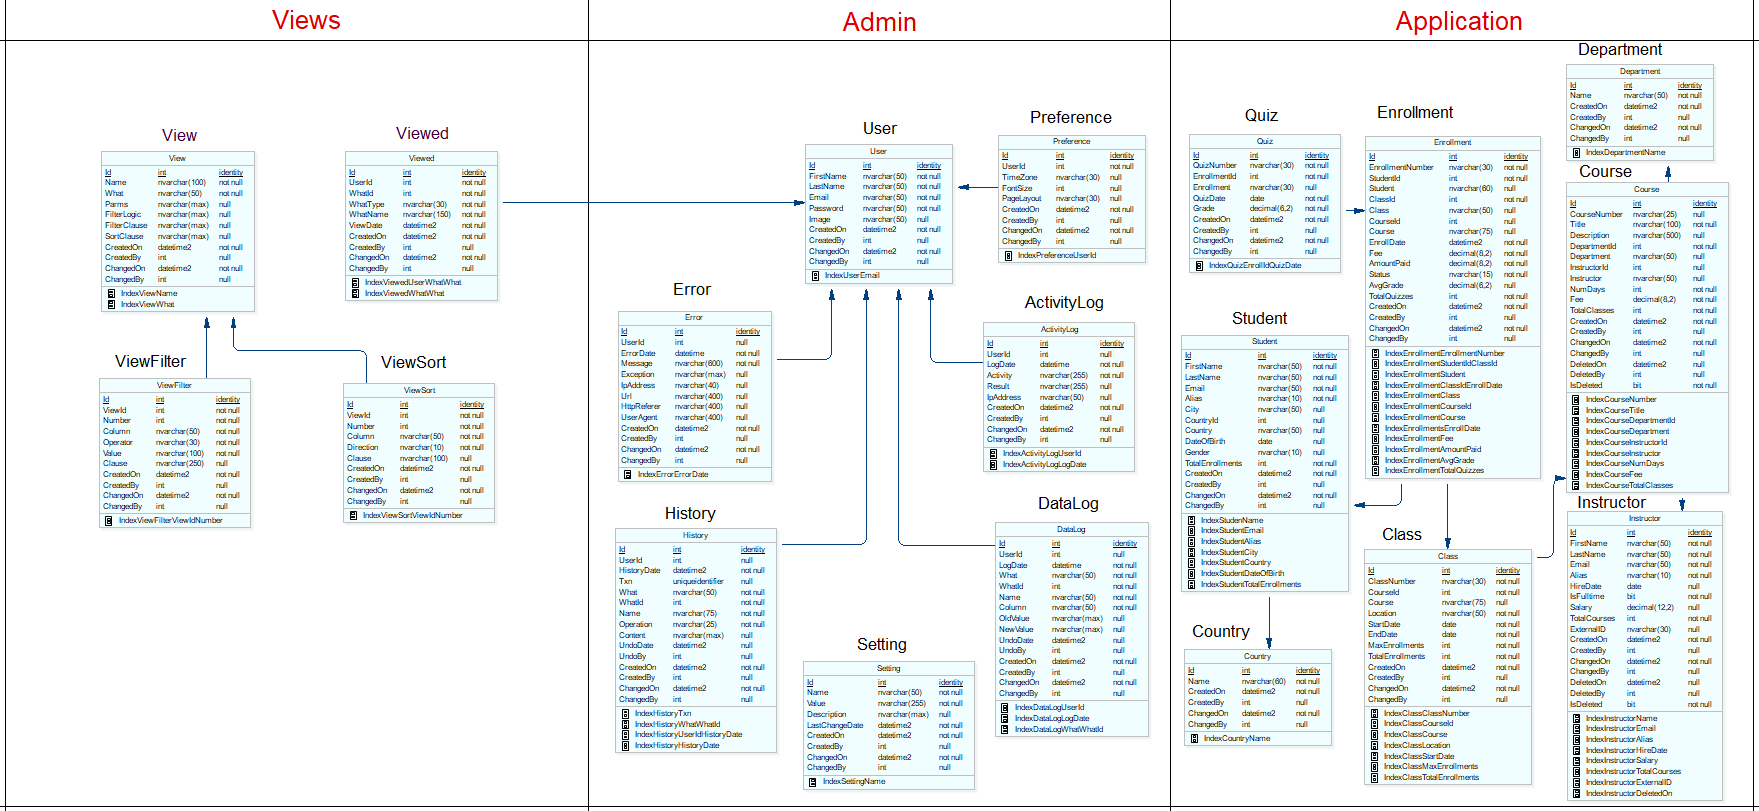 Views
Admin
Application
View
View
Id int identity
Name nvarchar(100) not null
What nvarchar(50) not null
Parms nvarchar(max) null
FilterLogic nvarchar(max) null
FilterClause nvarchar(max) null
SortClause nvarchar(max) null
CreatedOn datetime2 not null
CreatedBy int null
ChangedOn datetime2 not null
ChangedBy int null
IndexViewName
IndexViewWhat
Viewed
Viewed
Id int identity
UserId int not null
WhatId int not null
WhatType nvarchar(30) not null
WhatName nvarchar(150) not null
ViewDate datetime2 not null
CreatedOn datetime2 not null
CreatedBy int null
ChangedOn datetime2 not null
ChangedBy int null
IndexViewedUserWhatWhat
IndexViewedWhatWhat
ViewFilter
ViewFilter
Id int identity
ViewId int not null
Number int not null
Column nvarchar(50) not null
Operator nvarchar(30) not null
Value nvarchar(100) not null
Clause nvarchar(250) null
CreatedOn datetime2 not null
CreatedBy int null
ChangedOn datetime2 not null
ChangedBy int null
IndexViewFilterViewIdNumber
ViewSort
ViewSort
Id int identity
ViewId int not null
Number int not null
Column nvarchar(50) not null
Direction nvarchar(10) not null
Clause nvarchar(100) null
CreatedOn datetime2 not null
CreatedBy int null
ChangedOn datetime2 not null
ChangedBy int null
IndexViewSortViewIdNumber
User
User
Id int identity
FirstName nvarchar(50) not null
LastName nvarchar(50) not null
Email nvarchar(50) not null
Password nvarchar(50) not null
Image nvarchar(50) null
CreatedOn datetime2 not null
CreatedBy int null
ChangedOn datetime2 not null
ChangedBy int null
IndexUserEmail
Preference
Preference
Id int identity
UserId int not null
TimeZone nvarchar(30) null
FontSize int null
PageLayout nvarchar(30) null
CreatedOn datetime2 not null
CreatedBy int null
ChangedOn datetime2 not null
ChangedBy int null
IndexPreferenceUserId
Error
Error
Id int identity
UserId int null
ErrorDate datetime not null
Message nvarchar(600) not null
Exception nvarchar(max) null
IpAddress nvarchar(40) null
Url nvarchar(400) null
HttpReferer nvarchar(400) null
UserAgent nvarchar(400) null
CreatedOn datetime2 not null
CreatedBy int null
ChangedOn datetime2 not null
ChangedBy int null
IndexErrorErrorDate
ActivityLog
ActivityLog
Id int identity
UserId int null
LogDate datetime not null
Activity nvarchar(255) not null
Result nvarchar(255) null
IpAddress nvarchar(50) null
CreatedOn datetime2 not null
CreatedBy int null
ChangedOn datetime2 not null
ChangedBy int null
IndexActivityLogUserId
IndexActivityLogLogDate
History
History
Id int identity
UserId int null
HistoryDate datetime2 not null
Txn uniqueidentifier null
What nvarchar(50) not null
WhatId int not null
Name nvarchar(75) not null
Operation nvarchar(25) not null
Content nvarchar(max) null
UndoDate datetime2 null
UndoBy int null
CreatedOn datetime2 not null
CreatedBy int null
ChangedOn datetime2 not null
ChangedBy int null
IndexHistoryTxn
IndexHistoryWhatWhatId
IndexHistoryUserIdHistoryDate
IndexHistoryHistoryDate
DataLog
DataLog
Id int identity
UserId int null
LogDate datetime not null
What nvarchar(50) not null
WhatId int not null
Name nvarchar(50) not null
Column nvarchar(50) not null
OldValue nvarchar(max) null
NewValue nvarchar(max) null
UndoDate datetime2 null
UndoBy int null
CreatedOn datetime2 not null
CreatedBy int null
ChangedOn datetime2 not null
ChangedBy int null
IndexDataLogUserId
IndexDataLogLogDate
IndexDataLogWhatWhatId
Setting
Setting
Id int identity
Name nvarchar(50) not null
Value nvarchar(255) not null
Description nvarchar(max) null
LastChangeDate datetime2 not null
CreatedOn datetime2 not null
CreatedBy int null
ChangedOn datetime2 not null
ChangedBy int null
IndexSettingName
Quiz
Quiz
Id int identity
QuizNumber nvarchar(30) not null
EnrollmentId int not null
Enrollment nvarchar(30) null
QuizDate date not null
Grade decimal(6,2) not null
CreatedOn datetime2 not null
CreatedBy int null
ChangedOn datetime2 not null
ChangedBy int null
IndexQuizEnrollIdQuizDate
Enrollment
Enrollment
Id int identity
EnrollmentNumber nvarchar(30) not null
StudentId int not null
Student nvarchar(60) null
ClassId int not null
Class nvarchar(50) null
CourseId int null
Course nvarchar(75) null
EnrollDate datetime2 not null
Fee decimal(8,2) not null
AmountPaid decimal(8,2) not null
Status nvarchar(15) not null
AvgGrade decimal(6,2) null
TotalQuizzes int not null
CreatedOn datetime2 not null
CreatedBy int null
ChangedOn datetime2 not null
ChangedBy int null
IndexEnrollmentEnrollmentNumber
IndexEnrollmentStudentIdClassId
IndexEnrollmentStudent
IndexEnrollmentClassIdEnrollDate
IndexEnrollmentClass
IndexEnrollmentCourseId
IndexEnrollmentCourse
IndexEnrollmentsEnrollDate
IndexEnrollmentFee
IndexEnrollmentAmountPaid
IndexEnrollmentAvgGrade
IndexEnrollmentTotalQuizzes
Department
Department
Id int identity
Name nvarchar(50) not null
CreatedOn datetime2 not null
CreatedBy int null
ChangedOn datetime2 not null
ChangedBy int null
IndexDepartmentName
Course
Course
Id int identity
CourseNumber nvarchar(25) null
Title nvarchar(100) not null
Description nvarchar(500) null
DepartmentId int not null
Department nvarchar(50) null
InstructorId int not null
Instructor nvarchar(50) null
NumDays int not null
Fee decimal(8,2) not null
TotalClasses int not null
CreatedOn datetime2 not null
CreatedBy int null
ChangedOn datetime2 not null
ChangedBy int null
DeletedOn datetime2 null
DeletedBy int null
IsDeleted bit not null
IndexCourseNumber
IndexCourseTitle
IndexCourseDepartmentId
IndexCourseDepartment
IndexCourseInstructorId
IndexCourseInstructor
IndexCourseNumDays
IndexCourseFee
IndexCourseTotalClasses
Student
Student
Id int identity
FirstName nvarchar(50) not null
LastName nvarchar(50) not null
Email nvarchar(50) not null
Alias nvarchar(10) not null
City nvarchar(50) null
CountryId int null
Country nvarchar(50) null
DateOfBirth date null
Gender nvarchar(10) null
TotalEnrollments int not null
CreatedOn datetime2 not null
CreatedBy int null
ChangedOn datetime2 not null
ChangedBy int null
IndexStudenName
IndexStudentEmail
IndexStudentAlias
IndexStudentCity
IndexStudentCountry
IndexStudentDateOfBirth
IndexStudentTotalEnrollments
Country
Country
Id int identity
Name nvarchar(60) not null
CreatedOn datetime2 not null
CreatedBy int null
ChangedOn datetime2 not null
ChangedBy int null
IndexCountryName
Class
Class
Id int identity
ClassNumber nvarchar(30) not null
CourseId int not null
Course nvarchar(75) null
Location nvarchar(50) not null
StartDate date not null
EndDate date not null
MaxEnrollments int not null
TotalEnrollments int not null
CreatedOn datetime2 not null
CreatedBy int null
ChangedOn datetime2 not null
ChangedBy int null
IndexClassClassNumber
IndexClassCourseId
IndexClassCourse
IndexClassLocation
IndexClassStartDate
IndexClassMaxEnrollments
IndexClassTotalEnrollments
Instructor
Instructor
Id int identity
FirstName nvarchar(50) not null
LastName nvarchar(50) not null
Email nvarchar(50) not null
Alias nvarchar(10) not null
HireDate date null
IsFulltime bit not null
Salary decimal(12,2) null
TotalCourses int not null
ExternalID nvarchar(30) null
CreatedOn datetime2 not null
CreatedBy int null
ChangedOn datetime2 not null
ChangedBy int null
DeletedOn datetime2 null
DeletedBy int null
IsDeleted bit not null
IndexInstructorName
IndexInstructorEmail
IndexInstructorAlias
IndexInstructorHireDate
IndexInstructorSalary
IndexInstructorTotalCourses
IndexInstructorExternalID
IndexInstructorDeletedOn